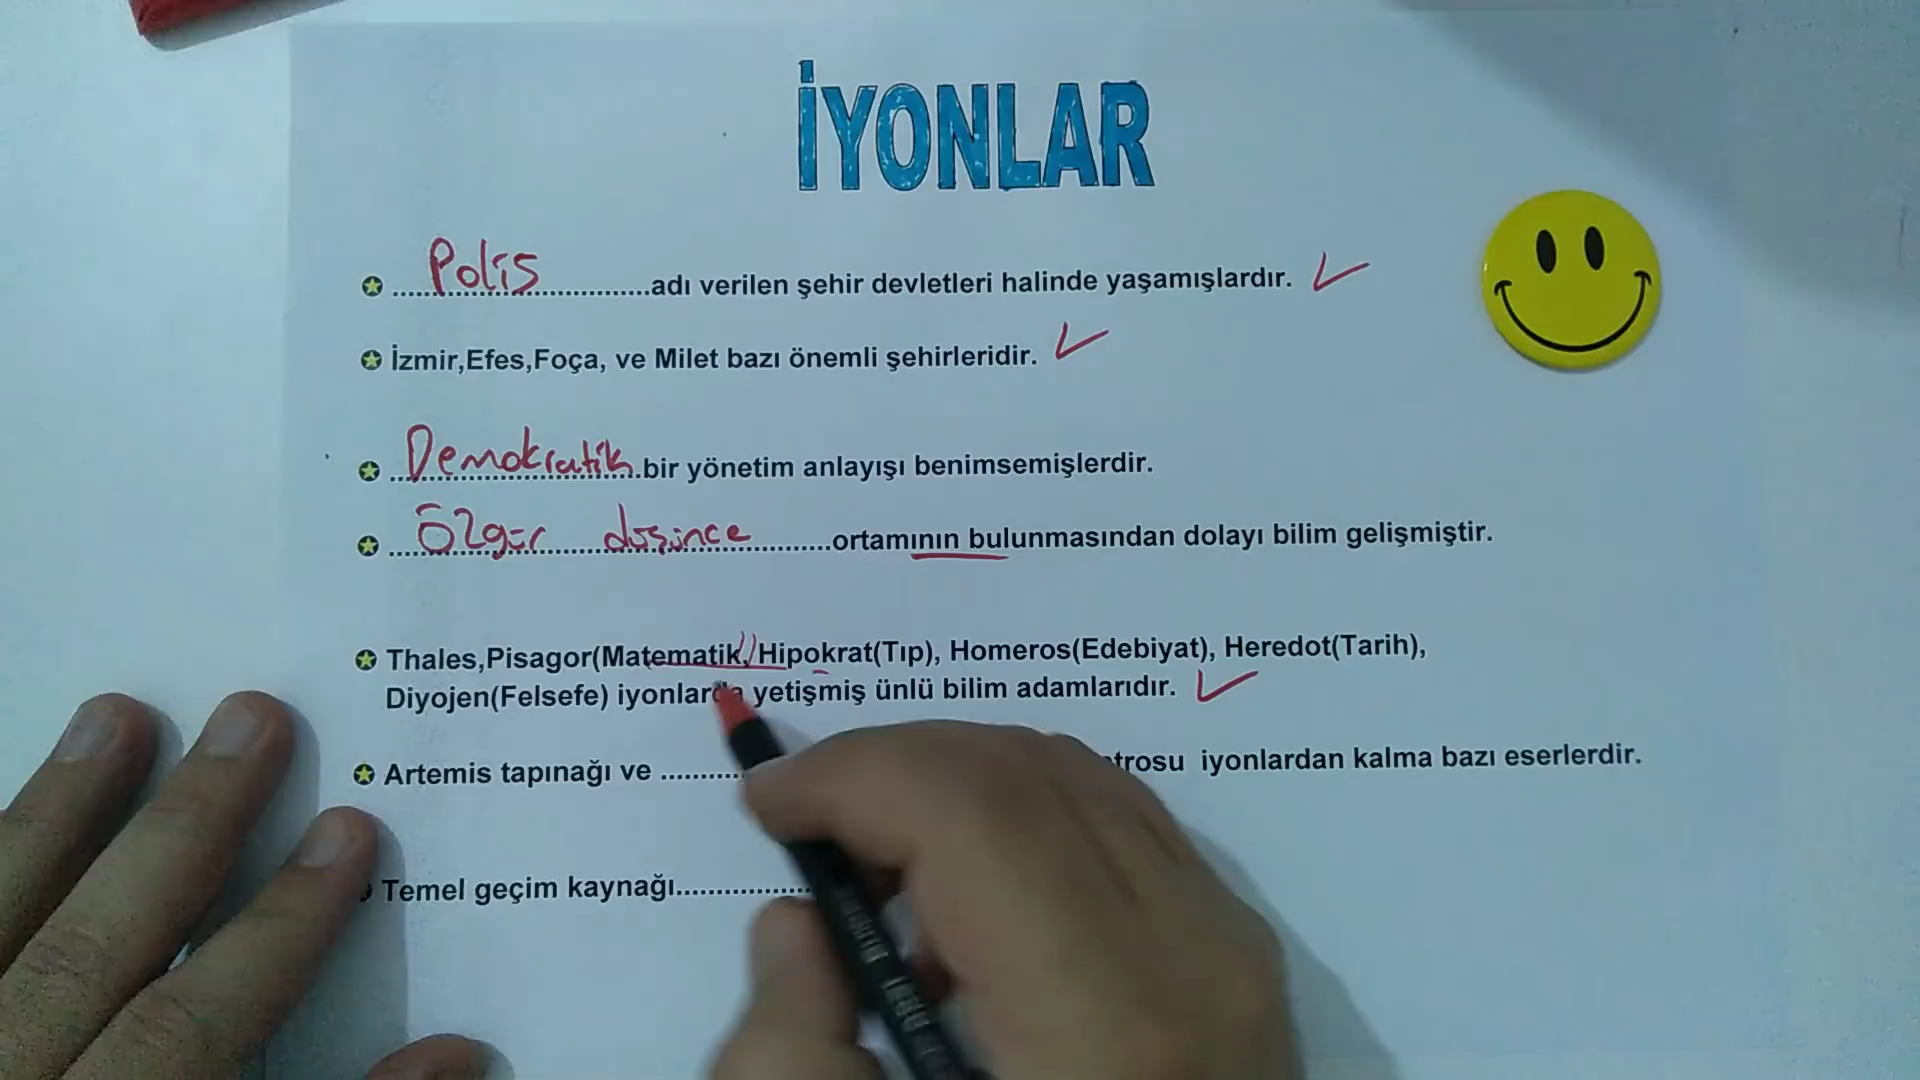 İYONLAR
Polis ..............................adı verilen şehir devletleri halinde yaşamışlardır.
İzmir,Efes,Foça, ve Milet bazı önemli şehirleridir.
Demokratik.bir yönetim anlayışı benimsemişlerdir.
Özgür düşünce ..........ortamının bulunmasından dolayı bilim gelişmiştir.
Thales,Pisagor(Matematik, Hipokrat(Tıp), Homeros(Edebiyat), Heredot(Tarih),
Diyojen(Felsefe) iyonlarda yetişmiş ünlü bilim adamlarıdır.
Artemis tapınağı ve ........... iyonlardan kalma bazı eserlerdir.
Temel geçim kaynağı.................